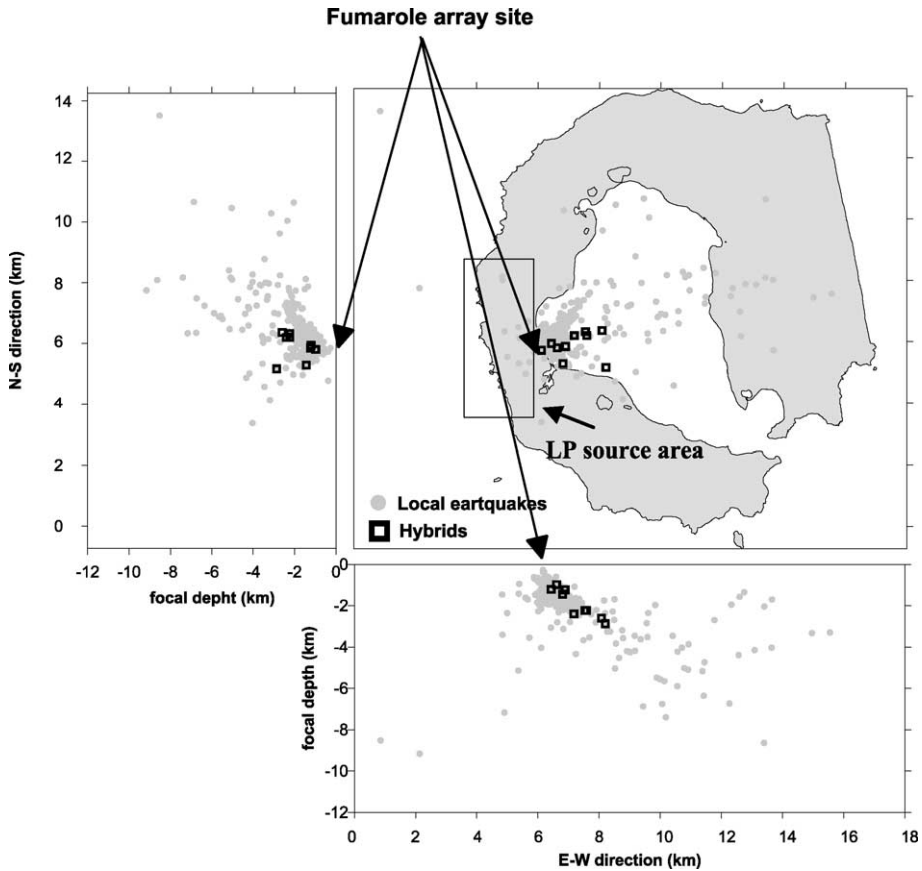 Fumarole array site
14
12
10
8
6
4
2
0
N-S direction (km)
-12 -10 -8 -6 -4 -2 0
focal depht (km)
LP source area
Local eartquakes
Hybrids
-0
-2
-4
-6
-8
-10
-12
focal depth (km)
0 2 4 6 8 10 12 14 16 18
E-W direction (km)